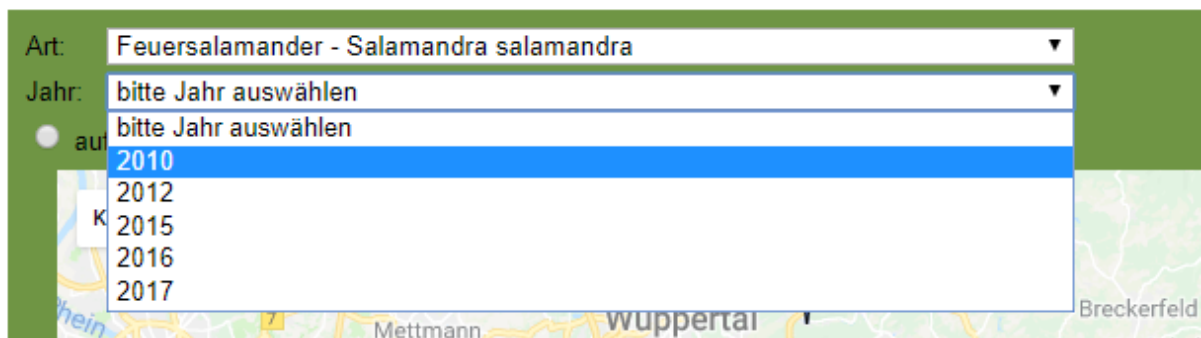 Art: Feuersalamander - Salamandra salamandra
Jahr: bitte Jahr auswählen
bitte Jahr auswählen
2010
2012
2015
2016
2017
7
Mettmann
Wuppertal
Breckerfeld